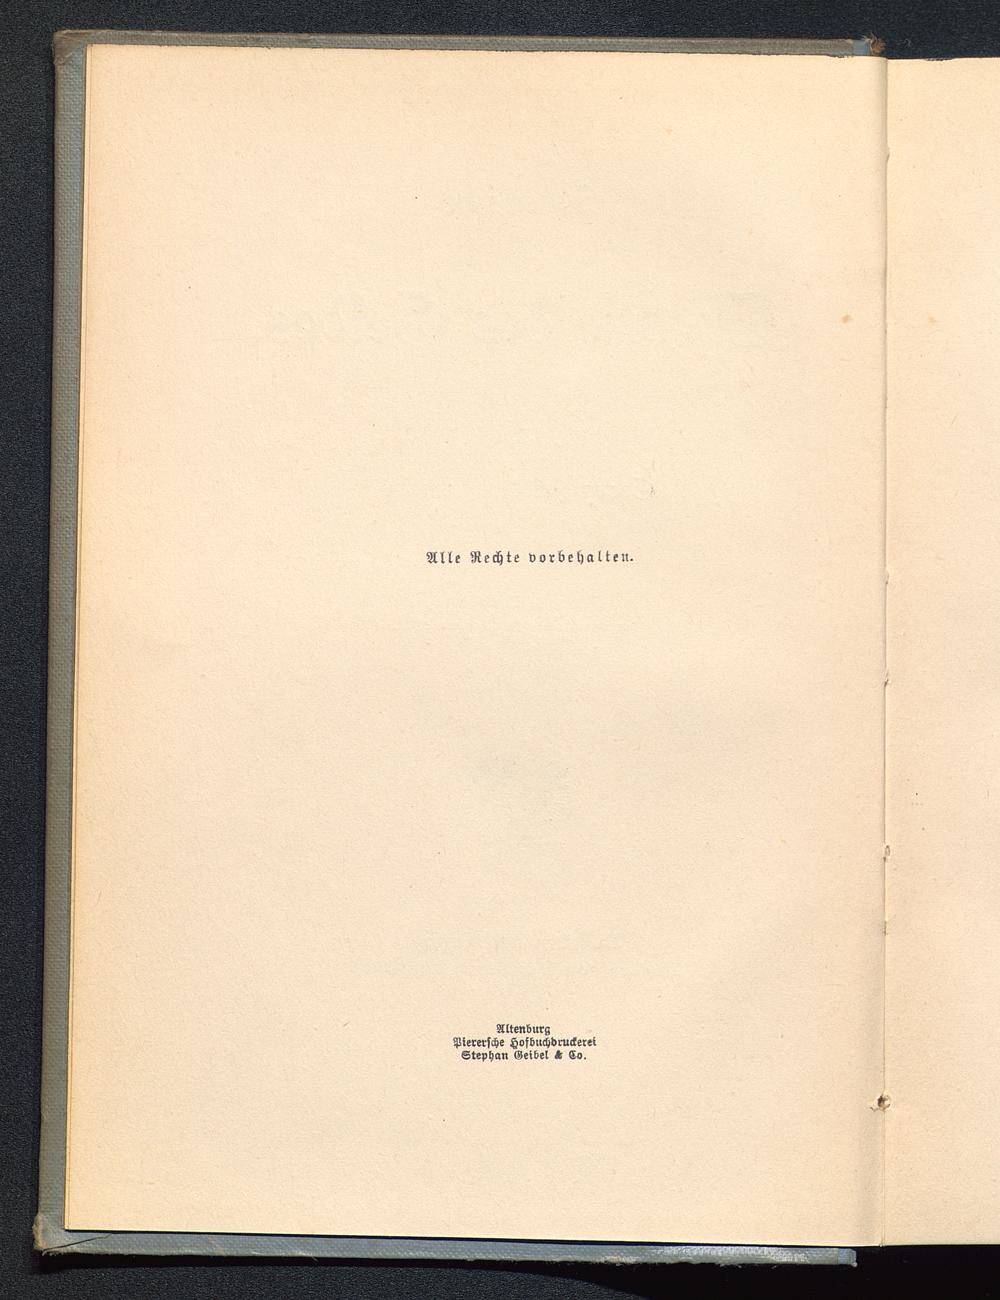 Alle Rechte vorbehalten.
Altenburg
Pierersche Hofbuchdruckerei
Stephan Geibel & Co.